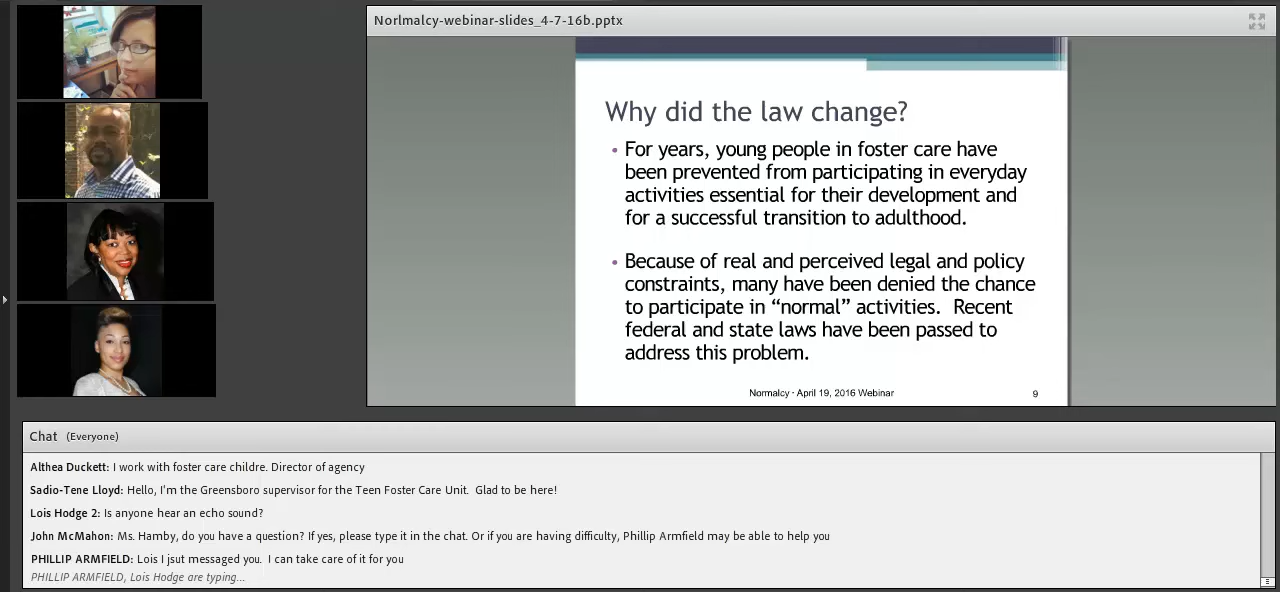 Norlmalcy-webinar-slides_4-7-16b.pptx
Why did the law change?
• For years, young people in foster care have
been prevented from participating in everyday
activities essential for their development and
for a successful transition to adulthood.
• Because of real and perceived legal and policy
constraints, many have been denied the chance
to participate in “normal” activities.  Recent
federal and state laws have been passed to
address this problem.
Normalcy · April 19, 2016 Webinar
9
Chat (Everyone)
Althea Duckett: I work with foster care childre. Director of agency
Sadio-Tene Lloyd: Hello, I'm the Greensboro supervisor for the Teen Foster Care Unit.  Glad to be here!
Lois Hodge 2: Is anyone hear an echo sound?
John McMahon: Ms. Hamby, do you have a question? If yes, please type it in the chat. Or if you are having difficulty, Phillip Armfield may be able to help you
PHILLIP ARMFIELD: Lois I jsut messaged you.  I can take care of it for you
PHILLIP ARMFIELD, Lois Hodge are typing...